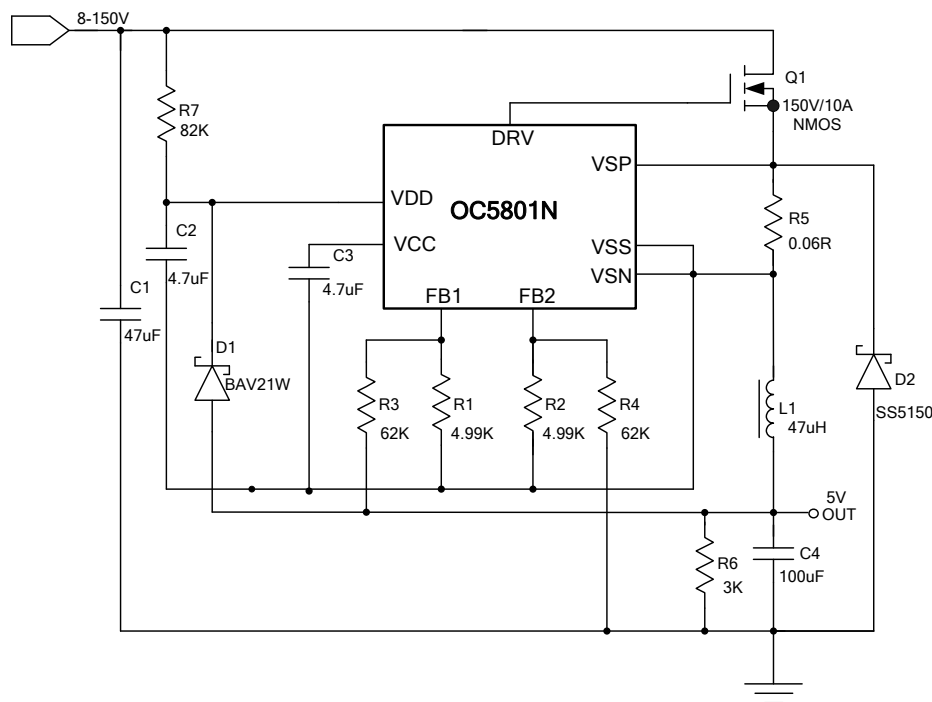 8-150V
R7
82K
Q1
150V/10A
NMOS
DRV
VSP
OC5801N
VDD
R5
0.06R
C2
4.7uF
VCC
VSS
C3
4.7uF
VSN
C1
47uF
FB1
FB2
D1
BAV21W
D2
SS5150
R3
62K
R1
4.99K
R2
4.99K
R4
62K
L1
47uH
5V
OUT
R6
3K
C4
100uF